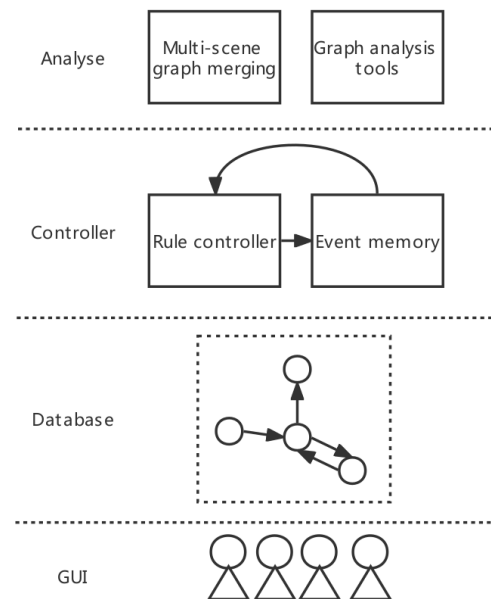 Analyse
Multi-scene
graph merging
Graph analysis
tools
Controller
Rule controller
Event memory
Database
GUI